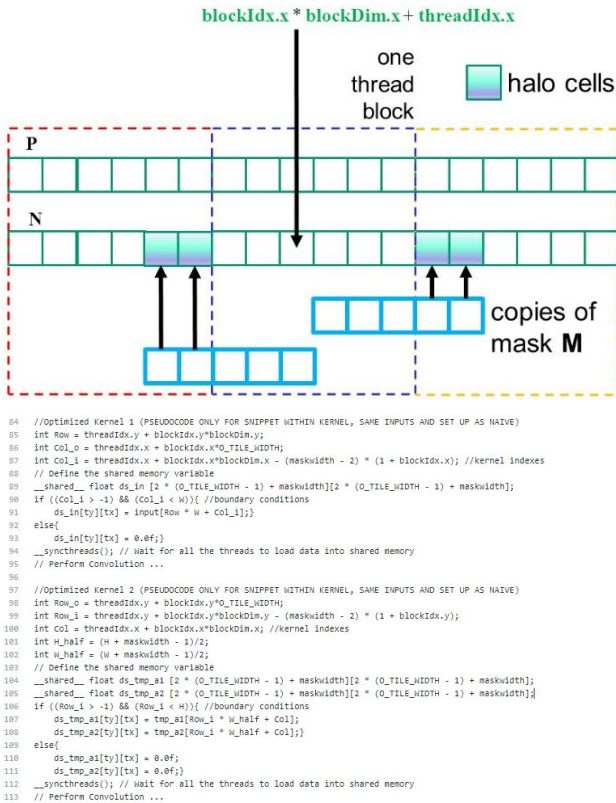 blockIdx.x * blockDim.x + threadIdx.x
one
thread
block
halo cells
P
N
copies of
mask M
84 //Optimized Kernel 1 (PSEUDOCODE ONLY FOR SNIPPET WITHIN KERNEL, SAME INPUTS AND SET UP AS NAIVE)
85 int Row = threadIdx.y + blockIdx.y*blockDim.y;
86 int Col_o = threadIdx.x + blockIdx.x*O_TILE_WIDTH;
87 int Col_i = threadIdx.x + blockIdx.x*blockDim.x - (maskwidth - 2) * (1 + blockIdx.x); //kernel indexes
88 // Define the shared memory variable
89 __shared__ float ds_in [2 * (O_TILE_WIDTH - 1) + maskwidth][2 * (O_TILE_WIDTH - 1) + maskwidth];
90 if ((Col_i > -1) && (Col_i < W)){ //boundary conditions
91 ds_in[ty][tx] = input[Row * W + Col_i];}
92 else{
93 ds_in[ty][tx] = 0.0f;}
94 __syncthreads(); // Wait for all the threads to load data into shared memory
95 // Perform Convolution ...
96
97 //Optimized Kernel 2 (PSEUDOCODE ONLY FOR SNIPPET WITHIN KERNEL, SAME INPUTS AND SET UP AS NAIVE)
98 int Row_o = threadIdx.y + blockIdx.y*O_TILE_WIDTH;
99 int Row_i = threadIdx.y + blockIdx.y*blockDim.y - (maskwidth - 2) * (1 + blockIdx.y);
100 int Col = threadIdx.x + blockIdx.x*blockDim.x; //kernel indexes
101 int H_half = (H + maskwidth - 1)/2;
102 int W_half = (W + maskwidth - 1)/2;
103 // Define the shared memory variable
104 __shared__ float ds_tmp_a1 [2 * (O_TILE_WIDTH - 1) + maskwidth][2 * (O_TILE_WIDTH - 1) + maskwidth];
105 __shared__ float ds_tmp_a2 [2 * (O_TILE_WIDTH - 1) + maskwidth][2 * (O_TILE_WIDTH - 1) + maskwidth];
106 if ((Row_i > -1) && (Row_i < H)){ //boundary conditions
107 ds_tmp_a1[ty][tx] = tmp_a1[Row_i * W_half + Col];
108 ds_tmp_a2[ty][tx] = tmp_a2[Row_i * W_half + Col];}
109 else{
110 ds_tmp_a1[ty][tx] = 0.0f;
111 ds_tmp_a2[ty][tx] = 0.0f;}
112 __syncthreads(); // Wait for all the threads to load data into shared memory
113 // Perform Convolution ...